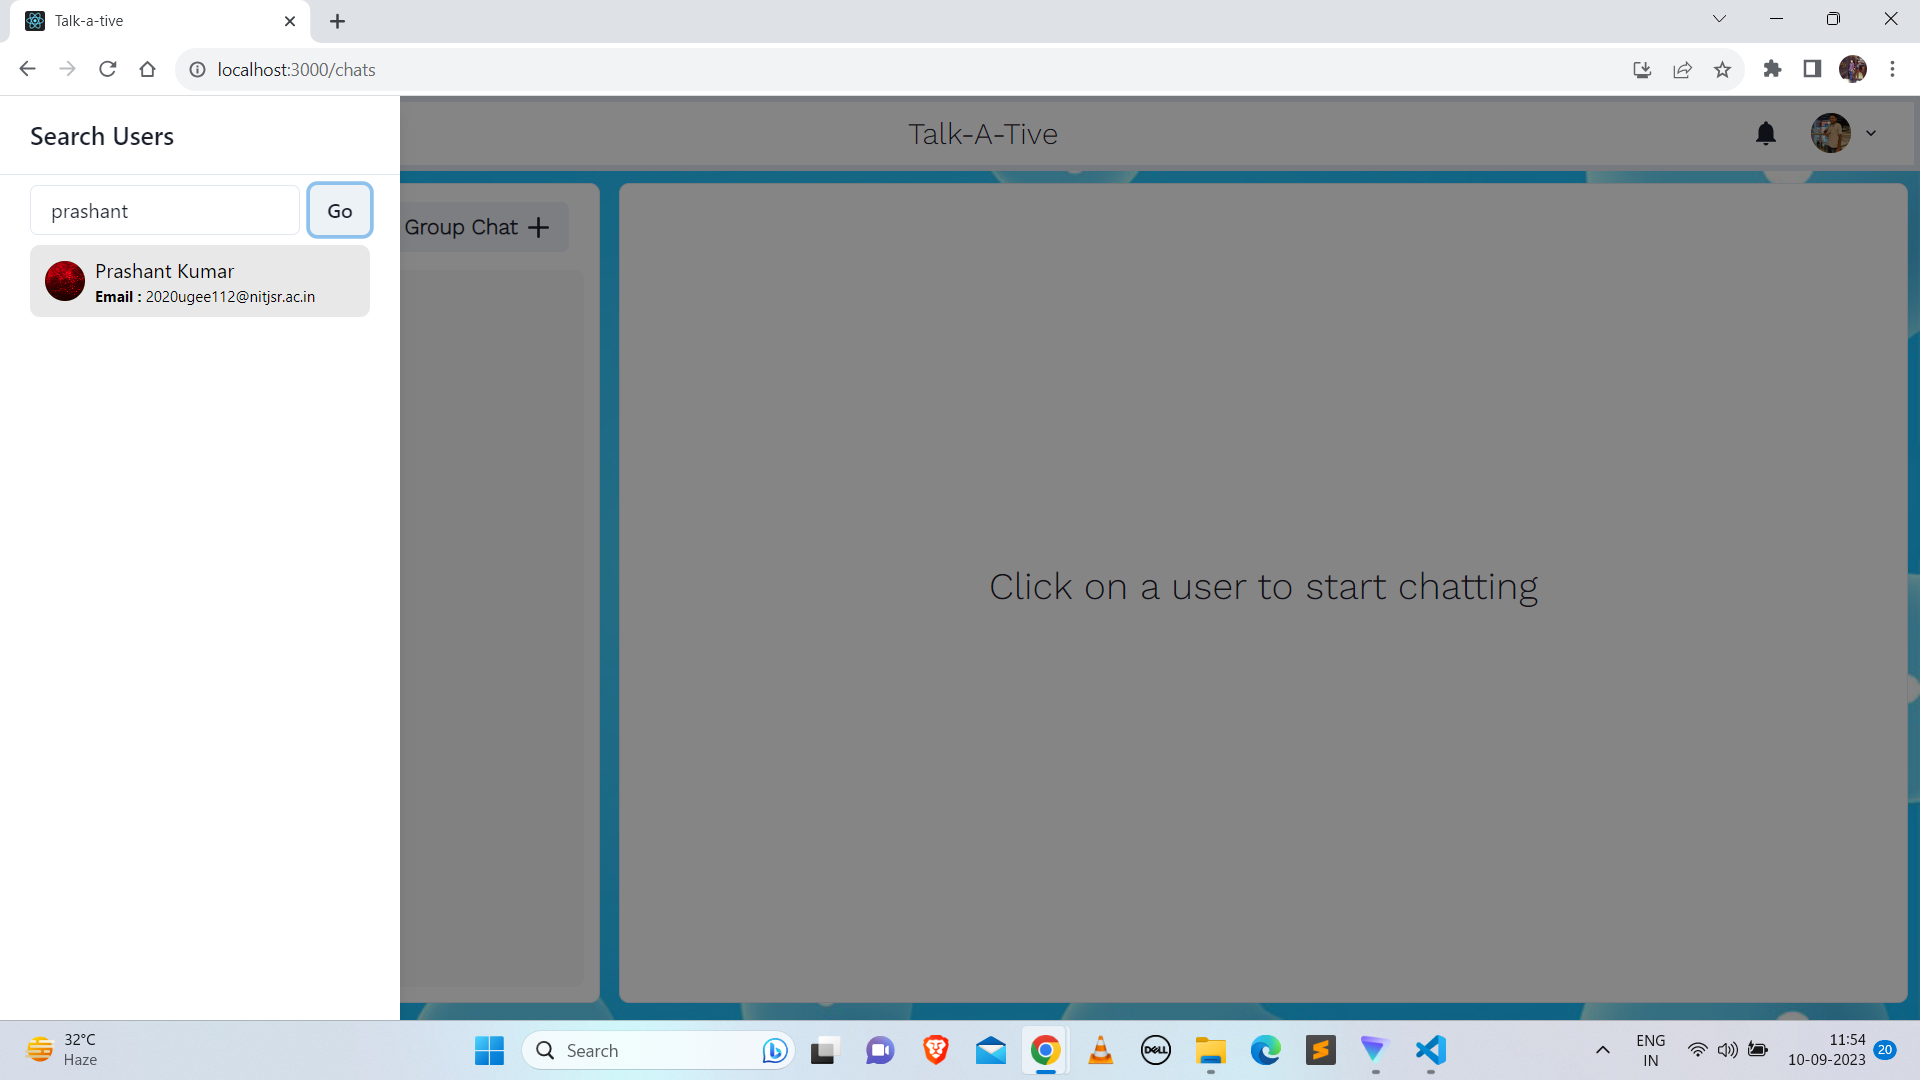 Talk-a-tive
localhost:3000/chats
Search Users
Talk-A-Tive
prashant
Go
Group Chat
Prashant Kumar
Email : 2020ugee112@nitjsr.ac.in
Click on a user to start chatting
32°C
Haze
Search
DELL
ENG
IN
11:54
10-09-2023
20